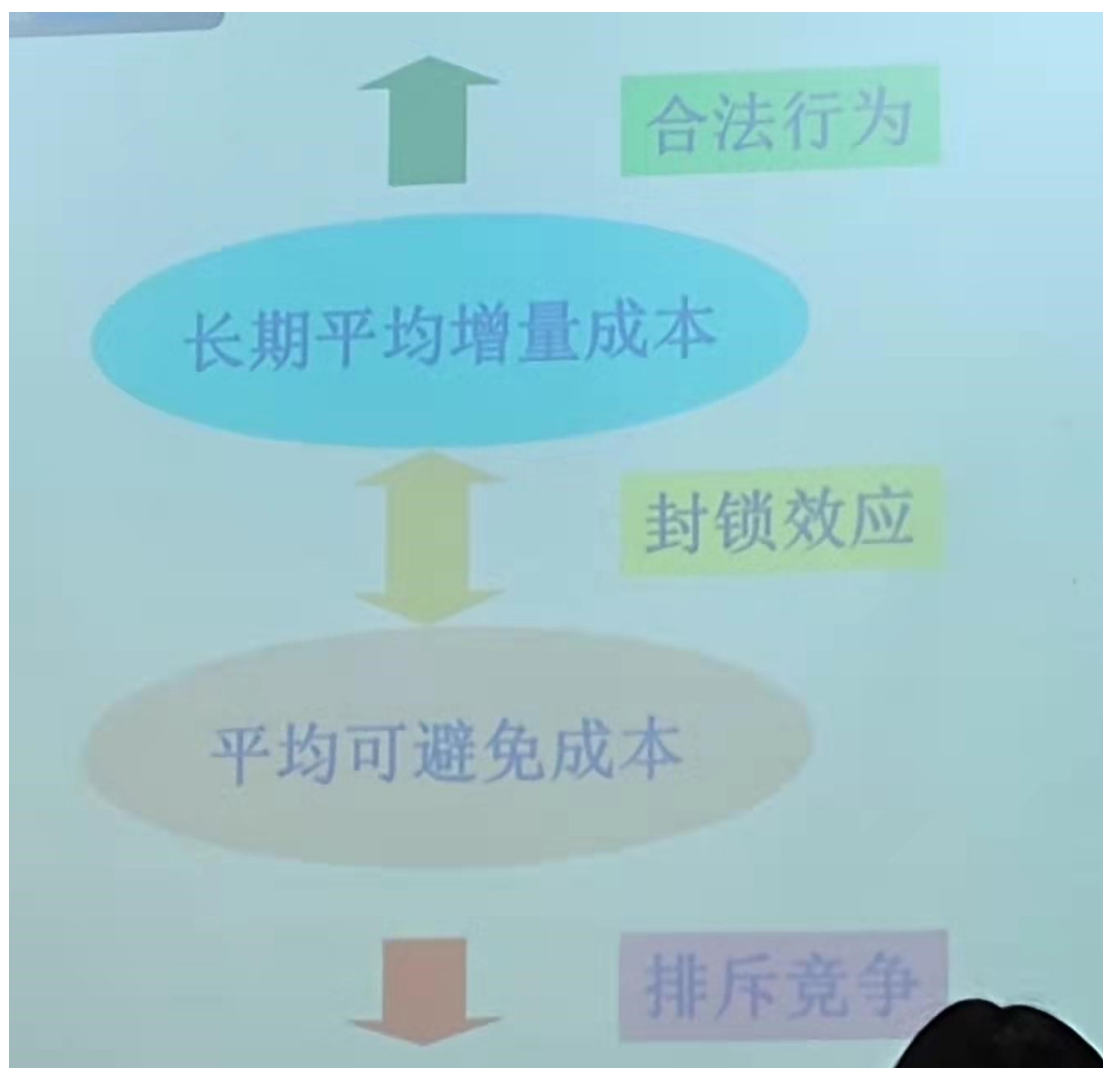 合法行为
长期平均增量成本
封锁效应
平均可避免成本
排斥竞争